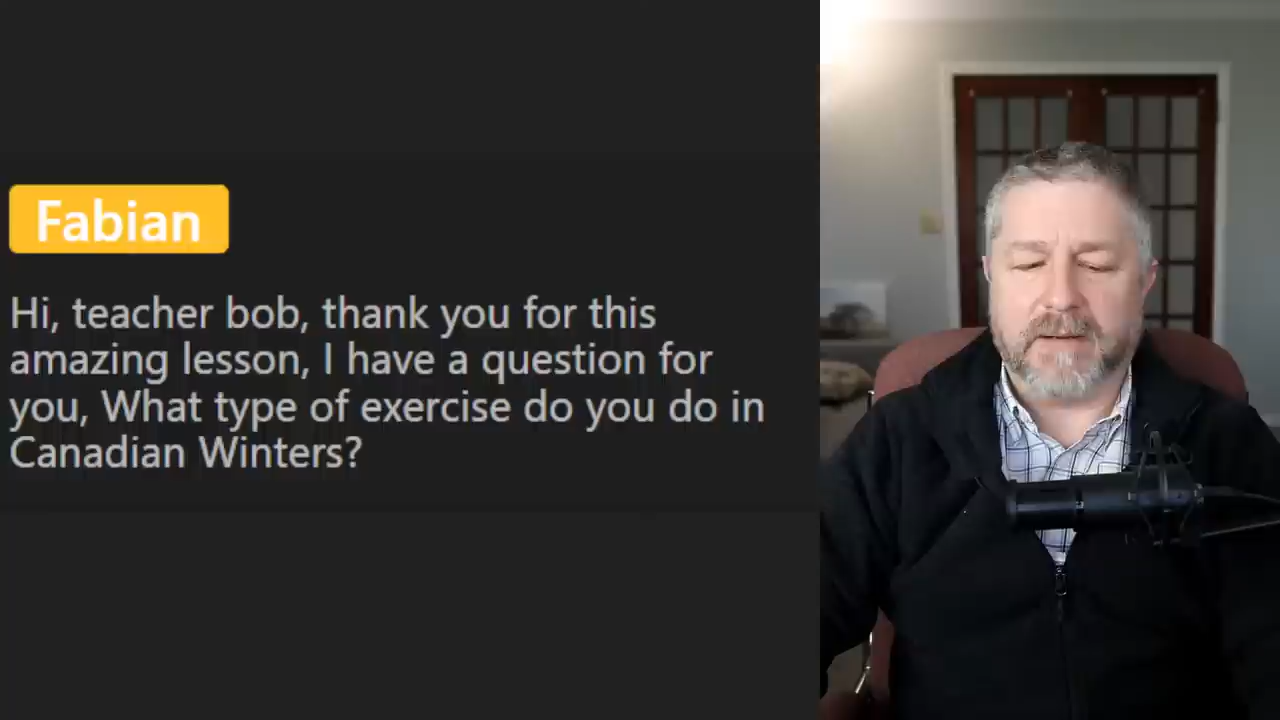 Fabian
Hi, teacher bob, thank you for this
amazing lesson, I have a question for
you, What type of exercise do you do in
Canadian Winters?